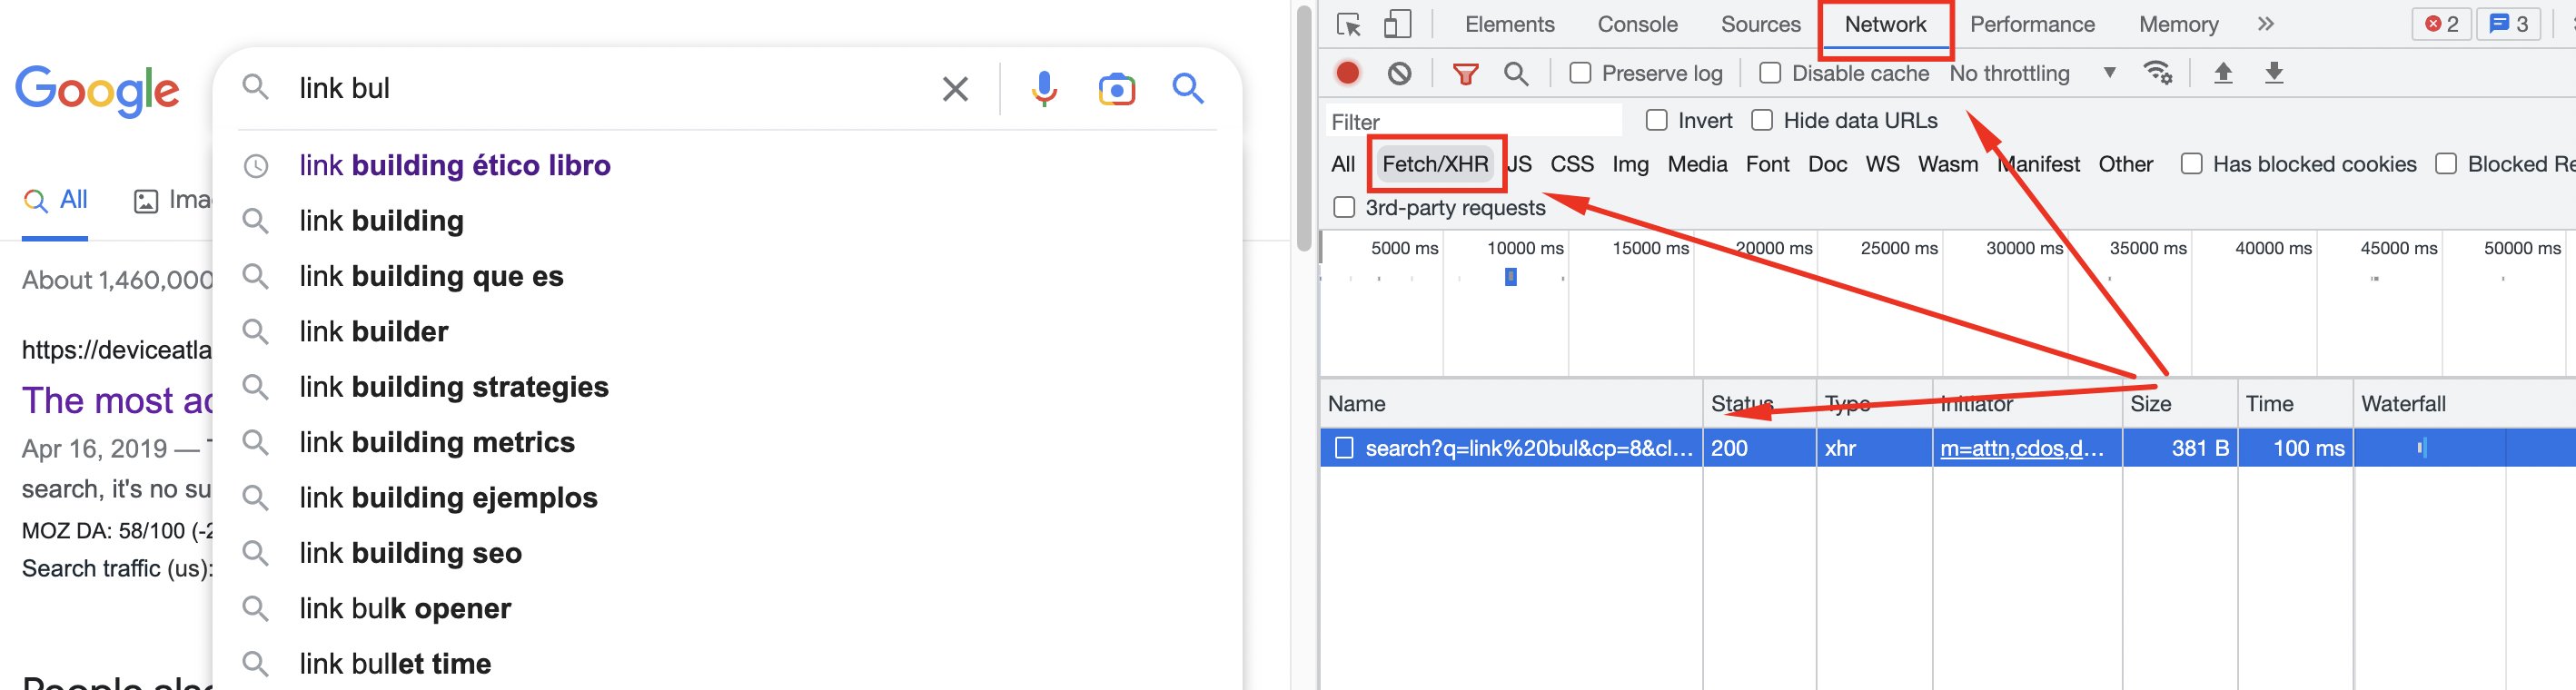 Google
link bul
link building ético libro
link building
link building que es
link builder
link building strategies
link building metrics
link building ejemplos
link building seo
link bulk opener
link bullet time
All
Ima
About 1,460,000
https://deviceatla
The most ac
Apr 16, 2019 —
search, it's no su
MOZ DA: 58/100 (-2
Search traffic (us):
People also
Elements Console Sources Network Performance Memory 2 3
Preserve log Disable cache No throttling
Filter Invert Hide data URLs
All Fetch/XHR JS CSS Img Media Font Doc WS Wasm Manifest Other Has blocked cookies Blocked Re
3rd-party requests
5000 ms 10000 ms 15000 ms 20000 ms 25000 ms 30000 ms 35000 ms 40000 ms 45000 ms 50000 ms
Name Status Type Initiator Size Time Waterfall
search?q=link%20bul&cp=8&cl... 200 xhr m=attn,cdos,d... 381 B 100 ms